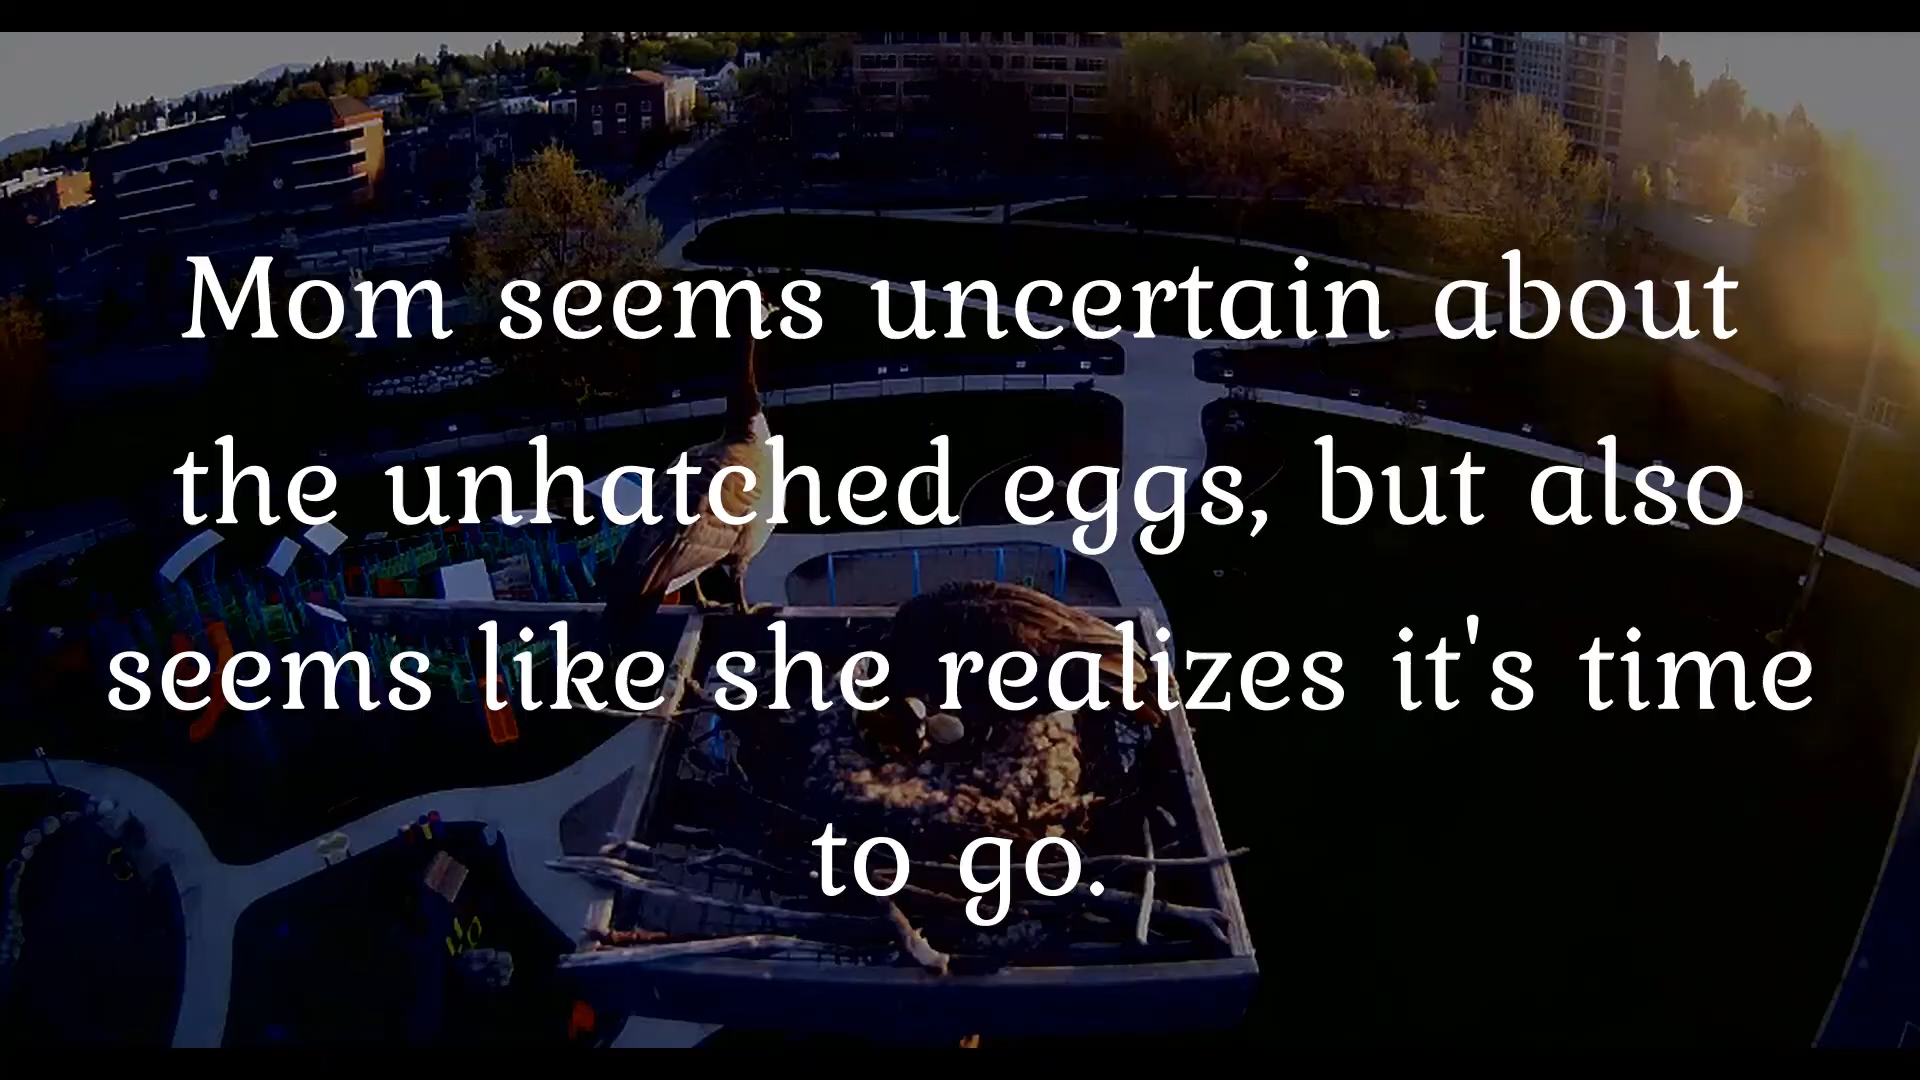 Mom seems uncertain about
the unhatched eggs, but also
seems like she realizes it's time
to go.